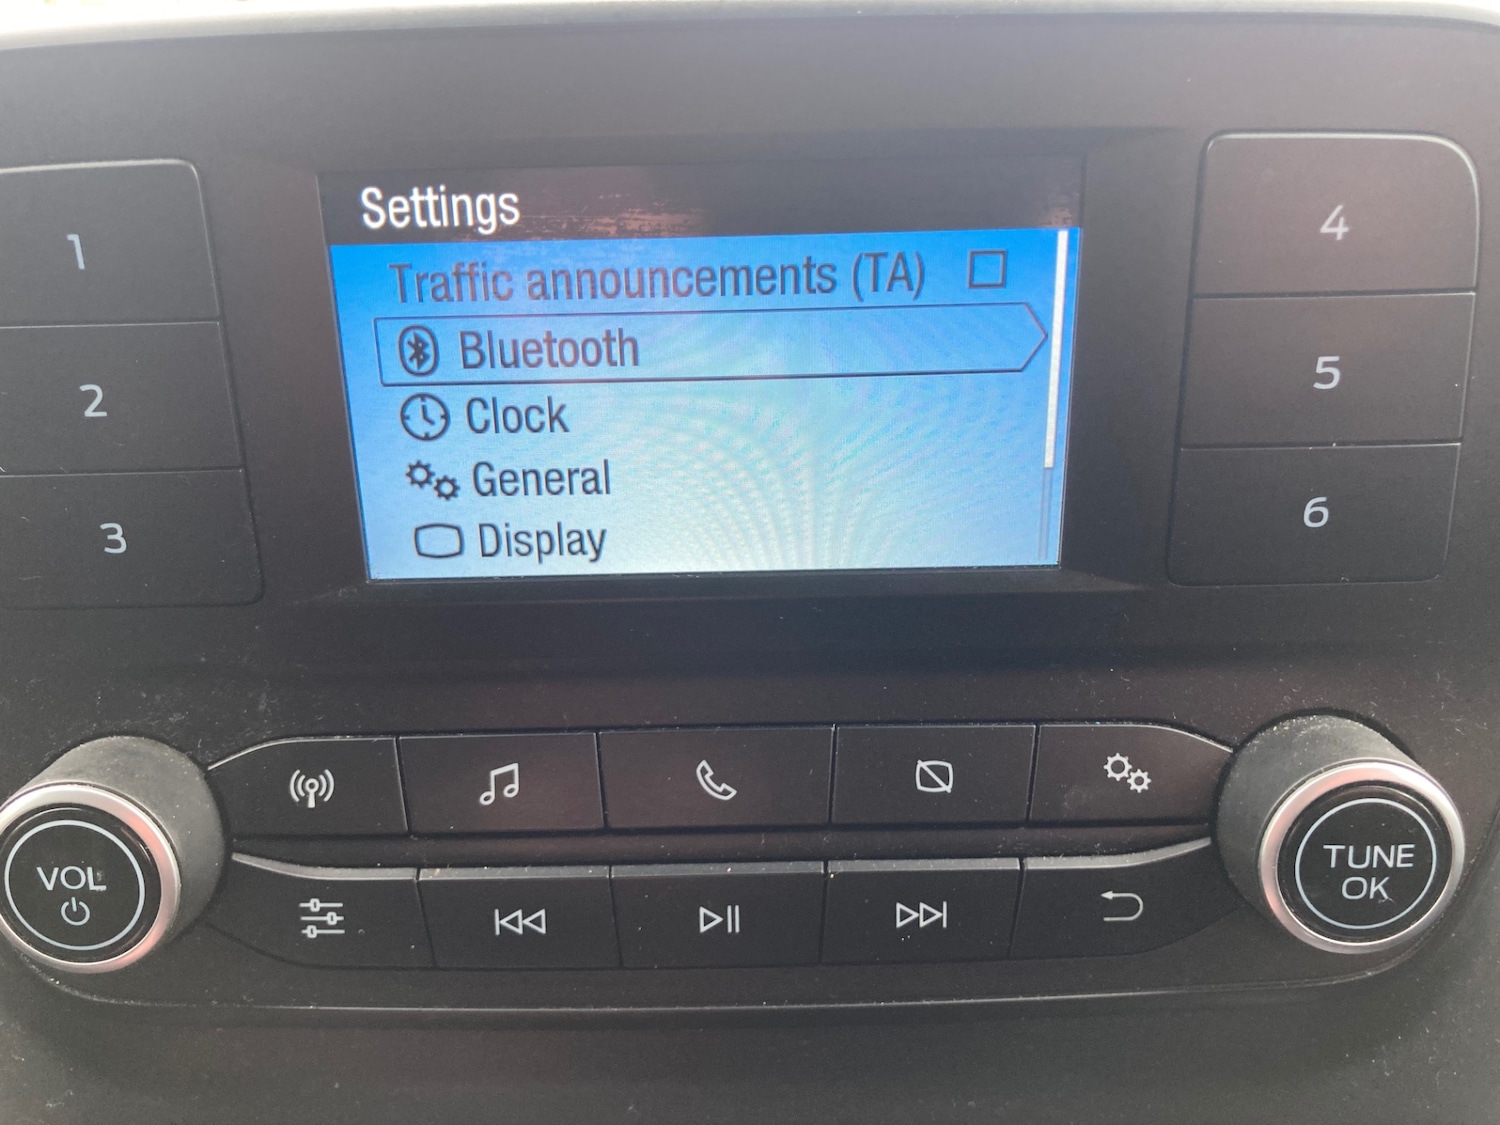 Settings
Traffic announcements (TA)
Bluetooth
Clock
General
Display
1
2
3
4
5
6
VOL
TUNE
OK